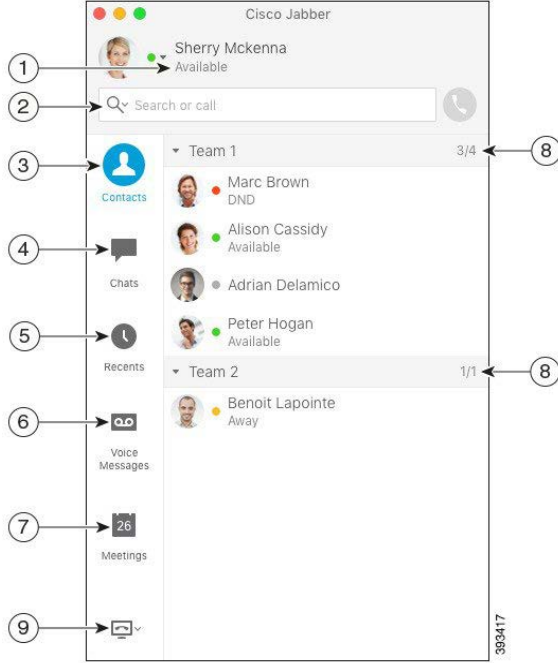 Cisco Jabber
Sherry Mckenna
1
Available
2
Search or call
3
Team 1
3/4
8
Contacts
Marc Brown
DND
4
Chats
Alison Cassidy
Available
Adrian Delamico
5
Recents
Peter Hogan
Available
Team 2
1/1
8
6
Voice
Messages
Benoit Lapointe
Away
7
26
Meetings
9
393417